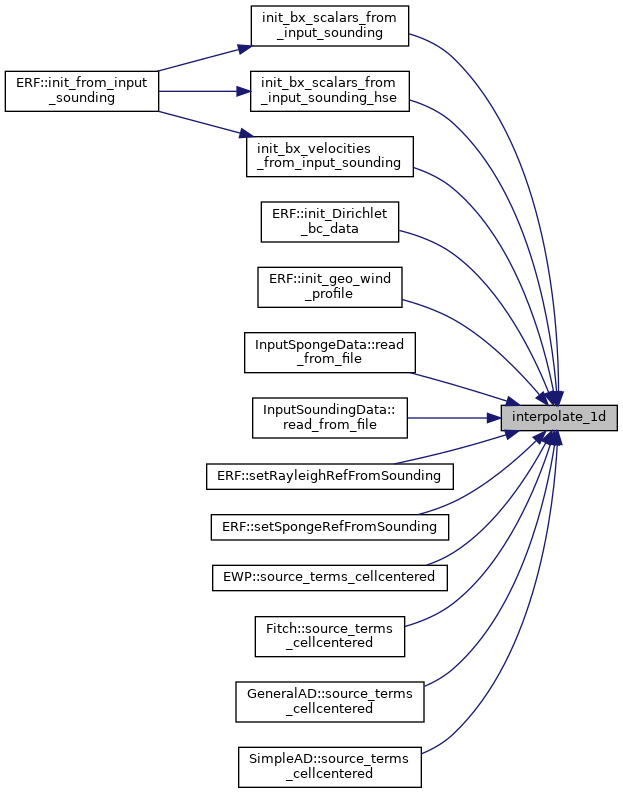 init_bx_scalars_from
_input_sounding
ERF::init_from_input
_sounding
init_bx_scalars_from
_input_sounding_hse
init_bx_velocities
_from_input_sounding
ERF::init_Dirichlet
_bc_data
ERF::init_geo_wind
_profile
InputSpongeData::read
_from_file
InputSoundingData::
read_from_file
interpolate_1d
ERF::setRayleighRefFromSounding
ERF::setSpongeRefFromSounding
EWP::source_terms_cellcentered
Fitch::source_terms
_cellcentered
GeneralAD::source_terms
_cellcentered
SimpleAD::source_terms
_cellcentered